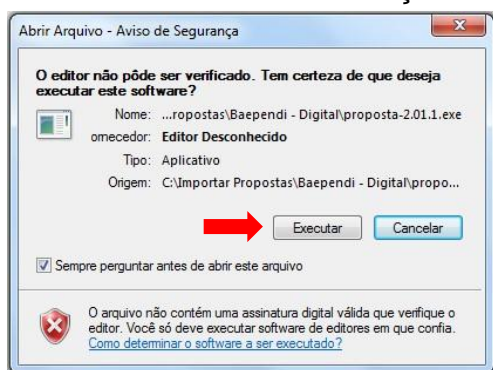 Abrir Arquivo - Aviso de Segurança
O editor não pôde ser verificado. Tem certeza de que deseja
executar este software?
Nome: ...ropostas\Baependi - Digital\proposta-2.01.1.exe
omecedor: Editor Desconhecido
Tipo: Aplicativo
Origem: C:\Importar Propostas\Baependi - Digital\propo...
Executar Cancelar
Sempre perguntar antes de abrir este arquivo
O arquivo não contém uma assinatura digital válida que verifique o
editor. Você só deve executar software de editores em que confia.
Como determinar o software a ser executado?